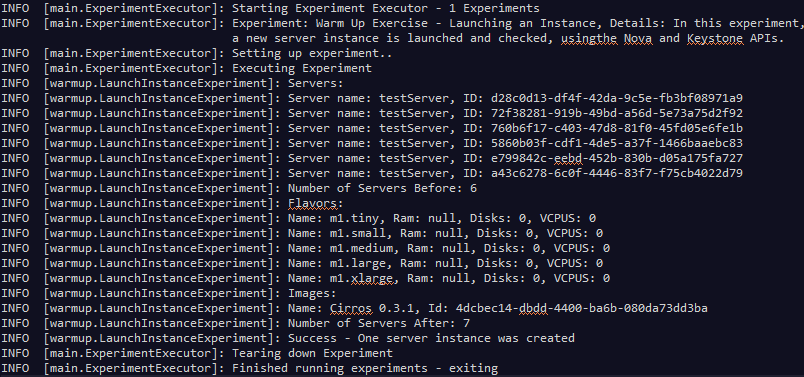 INFO  [main.ExperimentExecutor]: Starting Experiment Executor - 1 Experiments
INFO  [main.ExperimentExecutor]: Experiment: Warm Up Exercise - Launching an Instance, Details: In this experiment,
a new server instance is launched and checked, usingthe Nova and Keystone APIs.
INFO  [main.ExperimentExecutor]: Setting up experiment..
INFO  [main.ExperimentExecutor]: Executing Experiment
INFO  [warmup.LaunchInstanceExperiment]: Servers:
INFO  [warmup.LaunchInstanceExperiment]: Server name: testServer, ID: d28c0d13-df4f-42da-9c5e-fb3bf08971a9
INFO  [warmup.LaunchInstanceExperiment]: Server name: testServer, ID: 72f38281-919b-49bd-a56d-5e73a75d2f92
INFO  [warmup.LaunchInstanceExperiment]: Server name: testServer, ID: 760b6f17-c403-47d8-81f0-45fd05e6fe1b
INFO  [warmup.LaunchInstanceExperiment]: Server name: testServer, ID: 5860b03f-cdf1-4de5-a37f-1466baaebc83
INFO  [warmup.LaunchInstanceExperiment]: Server name: testServer, ID: e799842c-eebd-452b-830b-d05a175fa727
INFO  [warmup.LaunchInstanceExperiment]: Server name: testServer, ID: a43c6278-6c0f-4446-83f7-f75cb4022d79
INFO  [warmup.LaunchInstanceExperiment]: Number of Servers Before: 6
INFO  [warmup.LaunchInstanceExperiment]: Flavors:
INFO  [warmup.LaunchInstanceExperiment]: Name: m1.tiny, Ram: null, Disks: 0, VCPUS: 0
INFO  [warmup.LaunchInstanceExperiment]: Name: m1.small, Ram: null, Disks: 0, VCPUS: 0
INFO  [warmup.LaunchInstanceExperiment]: Name: m1.medium, Ram: null, Disks: 0, VCPUS: 0
INFO  [warmup.LaunchInstanceExperiment]: Name: m1.large, Ram: null, Disks: 0, VCPUS: 0
INFO  [warmup.LaunchInstanceExperiment]: Name: m1.xlarge, Ram: null, Disks: 0, VCPUS: 0
INFO  [warmup.LaunchInstanceExperiment]: Images:
INFO  [warmup.LaunchInstanceExperiment]: Name: Cirros 0.3.1, Id: 4dcbec14-dbdd-4400-ba6b-080da73dd3ba
INFO  [warmup.LaunchInstanceExperiment]: Number of Servers After: 7
INFO  [warmup.LaunchInstanceExperiment]: Success - One server instance was created
INFO  [main.ExperimentExecutor]: Tearing down Experiment
INFO  [main.ExperimentExecutor]: Finished running experiments - exiting